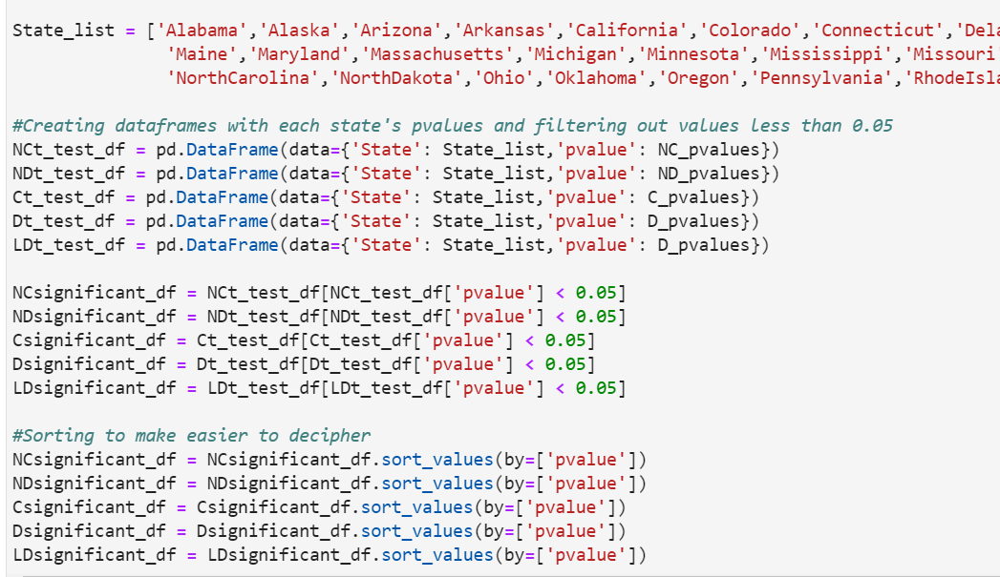 State_list = ['Alabama','Alaska','Arizona','Arkansas','California','Colorado','Connecticut','Dela
'Maine','Maryland','Massachusetts','Michigan','Minnesota','Mississippi','Missouri'
'NorthCarolina','NorthDakota','Ohio','Oklahoma','Oregon','Pennsylvania','RhodeIsla
#Creating dataframes with each state's pvalues and filtering out values less than 0.05
NCt_test_df = pd.DataFrame(data={'State': State_list,'pvalue': NC_pvalues})
NDt_test_df = pd.DataFrame(data={'State': State_list,'pvalue': ND_pvalues})
Ct_test_df = pd.DataFrame(data={'State': State_list,'pvalue': C_pvalues})
Dt_test_df = pd.DataFrame(data={'State': State_list,'pvalue': D_pvalues})
LDt_test_df = pd.DataFrame(data={'State': State_list,'pvalue': D_pvalues})
NCsignificant_df = NCt_test_df[NCt_test_df['pvalue'] < 0.05]
NDsignificant_df = NDt_test_df[NDt_test_df['pvalue'] < 0.05]
Csignificant_df = Ct_test_df[Ct_test_df['pvalue'] < 0.05]
Dsignificant_df = Dt_test_df[Dt_test_df['pvalue'] < 0.05]
LDsignificant_df = LDt_test_df[LDt_test_df['pvalue'] < 0.05]
#Sorting to make easier to decipher
NCsignificant_df = NCsignificant_df.sort_values(by=['pvalue'])
NDsignificant_df = NDsignificant_df.sort_values(by=['pvalue'])
Csignificant_df = Csignificant_df.sort_values(by=['pvalue'])
Dsignificant_df = Dsignificant_df.sort_values(by=['pvalue'])
LDsignificant_df = LDsignificant_df.sort_values(by=['pvalue'])